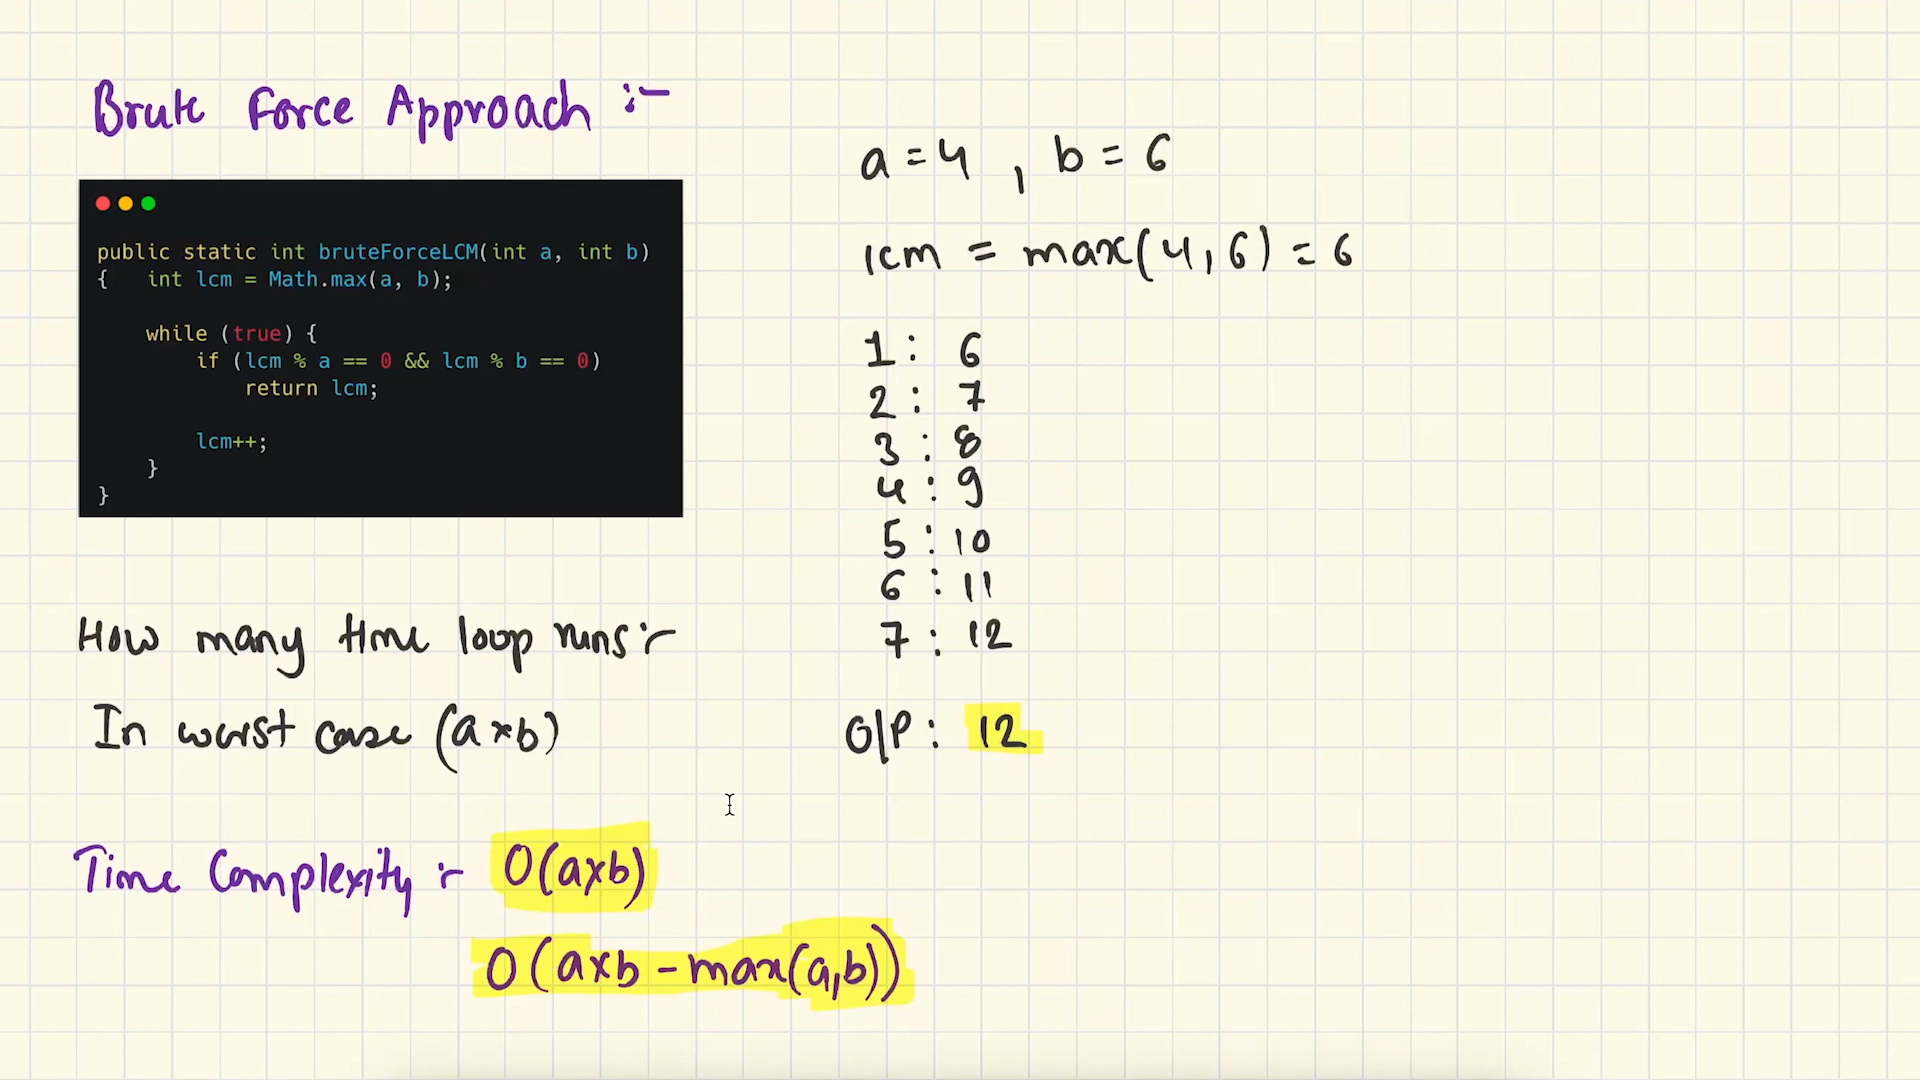 Brute Force Approach :-
public static int bruteForceLCM(int a, int b)
{   int lcm = Math.max(a, b);
while (true) {
if (lcm % a == 0 && lcm % b == 0)
return lcm;
lcm++;
}
}
How many time loop runs:-
In worst case (a×b)
Time Complexity :- O(a×b)
O(a×b - max(a,b))
a = 4 , b = 6
lcm = max(4,6) = 6
1 : 6
2 : 7
3 : 8
4 : 9
5 : 10
6 : 11
7 : 12
O/P : 12